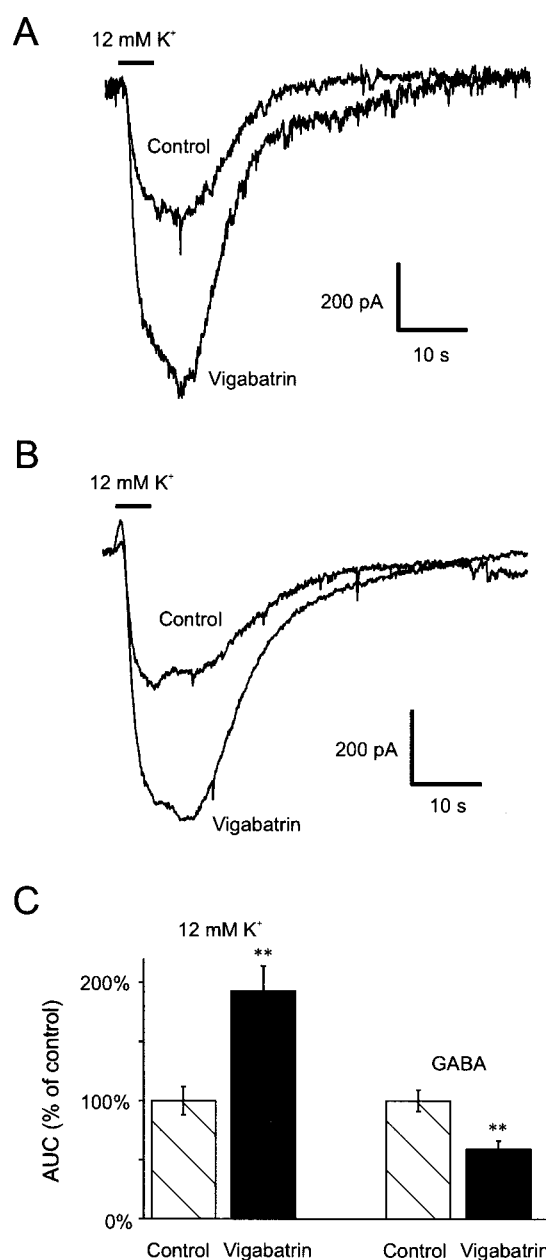 A
12 mM K⁺
Control
200 pA
10 s
Vigabatrin
B
12 mM K⁺
Control
200 pA
10 s
Vigabatrin
C
12 mM K⁺
**
200%
GABA
100%
**
0%
AUC (% of control)
Control Vigabatrin Control Vigabatrin